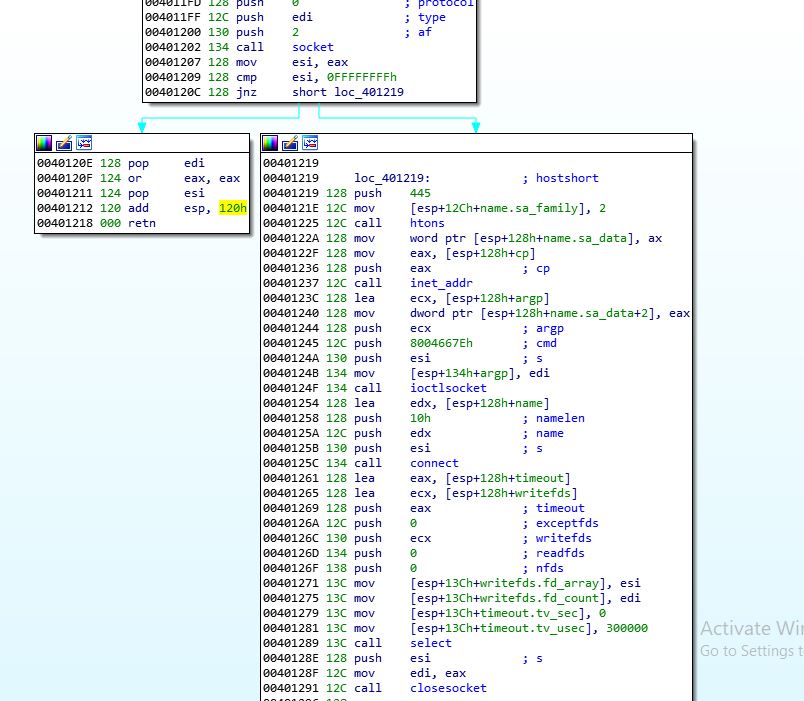 004011FD 128 push 0 ; protocol
004011FF 12C push edi ; type
00401200 130 push 2 ; af
00401202 134 call socket
00401207 128 mov esi, eax
00401209 128 cmp esi, 0FFFFFFFFh
0040120C 128 jnz short loc_401219
0040120E 128 pop edi
0040120F 124 or eax, eax
00401211 124 pop esi
00401212 120 add esp, 120h
00401218 000 retn
00401219
00401219 loc_401219: ; hostshort
00401219 128 push 445
0040121E 12C mov [esp+12Ch+name.sa_family], 2
00401225 12C call htons
0040122A 128 mov word ptr [esp+128h+name.sa_data], ax
0040122F 128 mov eax, [esp+128h+cp]
00401236 128 push eax ; cp
00401237 12C call inet_addr
0040123C 128 lea ecx, [esp+128h+argp]
00401240 128 mov dword ptr [esp+128h+name.sa_data+2], eax
00401244 128 push ecx ; argp
00401245 12C push 8004667Eh ; cmd
0040124A 130 push esi ; s
0040124B 134 mov [esp+134h+argp], edi
0040124F 134 call ioctlsocket
00401254 128 lea edx, [esp+128h+name]
00401258 128 push 10h ; namelen
0040125A 12C push edx ; name
0040125B 130 push esi ; s
0040125C 134 call connect
00401261 128 lea eax, [esp+128h+timeout]
00401265 128 lea ecx, [esp+128h+writefds]
00401269 128 push eax ; timeout
0040126A 12C push 0 ; exceptfds
0040126C 130 push ecx ; writefds
0040126D 134 push 0 ; readfds
0040126F 138 push 0 ; nfds
00401271 13C mov [esp+13Ch+writefds.fd_array], esi
00401275 13C mov [esp+13Ch+writefds.fd_count], edi
00401279 13C mov [esp+13Ch+timeout.tv_sec], 0
00401281 13C mov [esp+13Ch+timeout.tv_usec], 300000
00401289 13C call select
0040128E 128 push esi ; s
0040128F 12C mov edi, eax
00401291 12C call closesocket
Activate Win
Go to Settings t